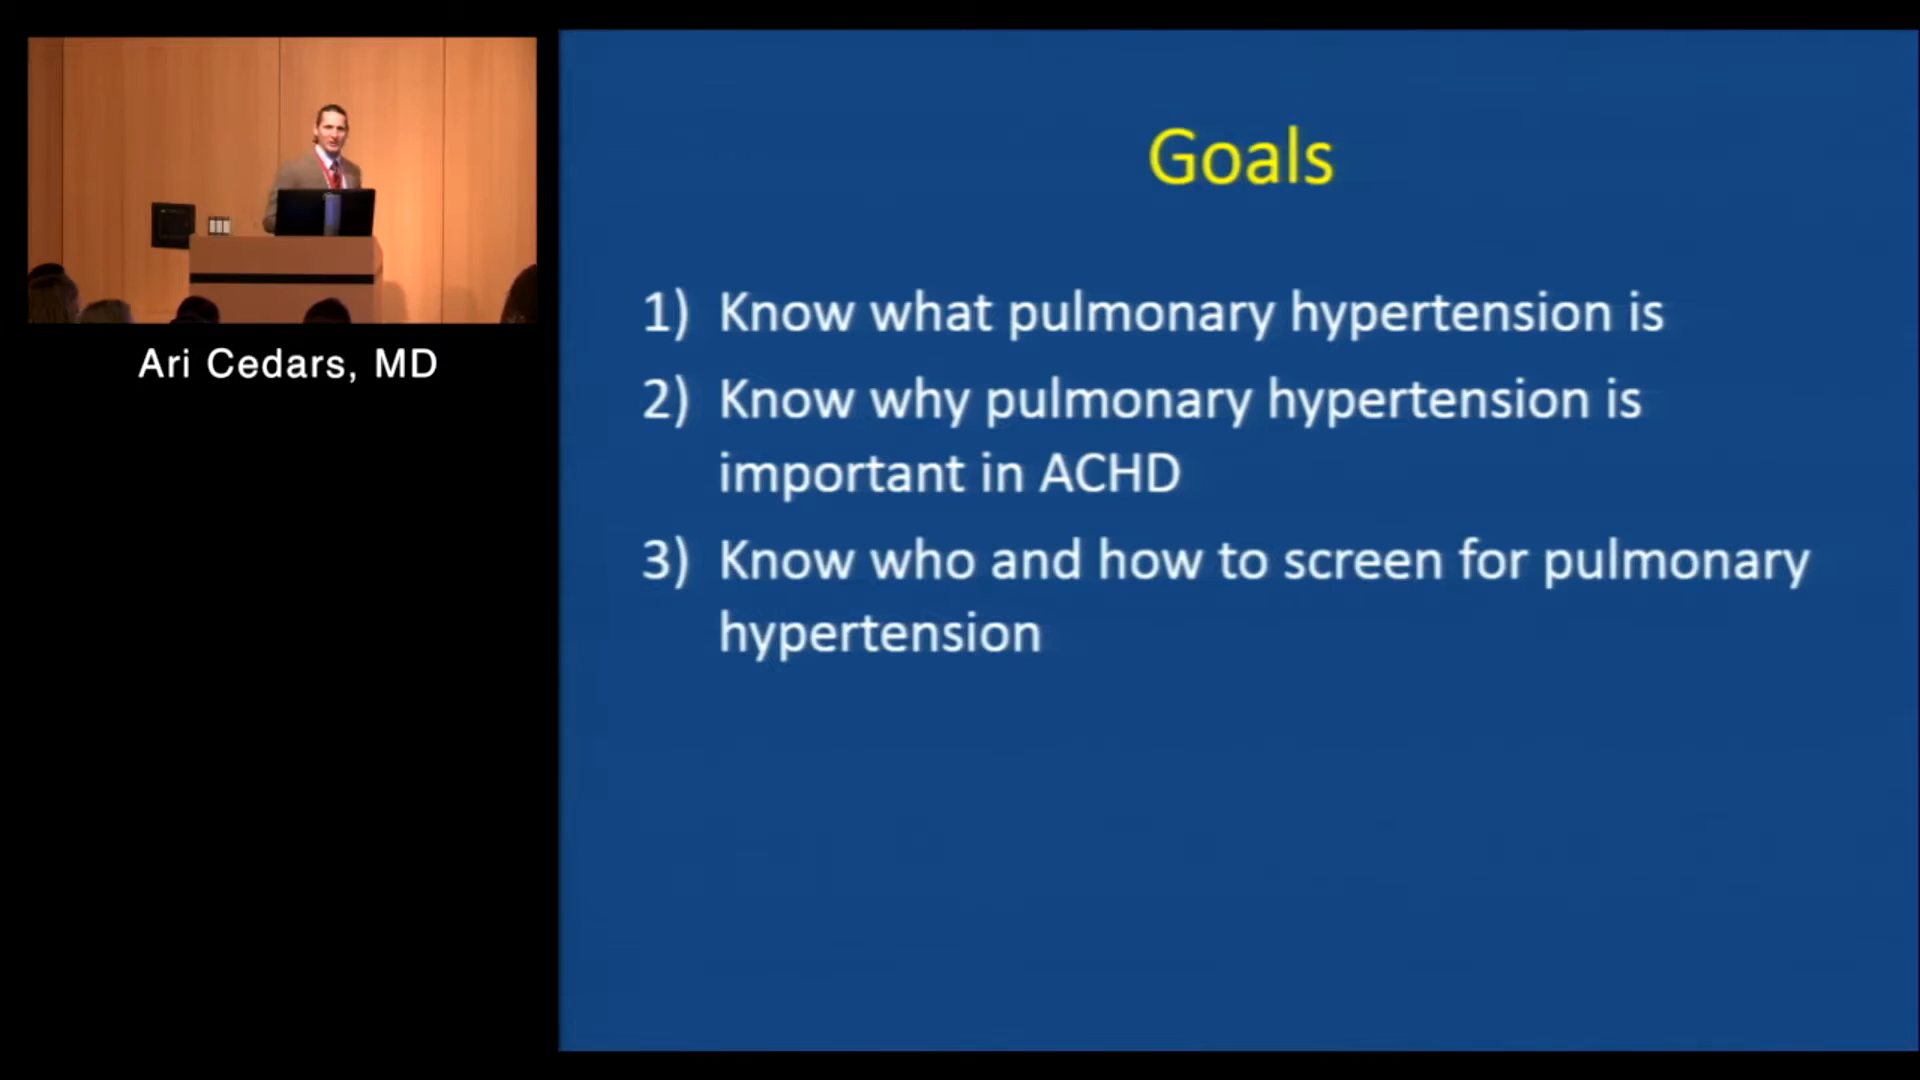 Ari Cedars, MD
Goals
1) Know what pulmonary hypertension is
2) Know why pulmonary hypertension is
important in ACHD
3) Know who and how to screen for pulmonary
hypertension